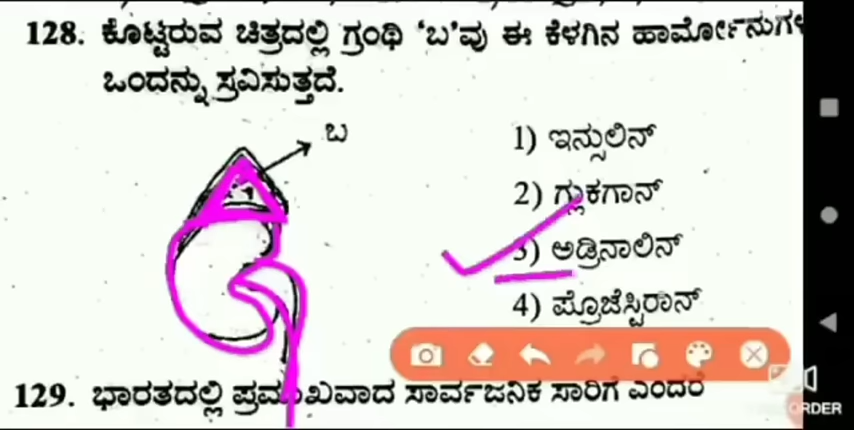 128. ಕೊಟ್ಟಿರುವ ಚಿತ್ರದಲ್ಲಿ ಗ್ರಂಥಿ ‘ಬ’ವು ಈ ಕೆಳಗಿನ ಹಾರ್ಮೋನುಗಳ
ಒಂದನ್ನು ಸ್ರವಿಸುತ್ತದೆ.
ಬ
1) ಇನ್ಸುಲಿನ್
2) ಗ್ಲುಕಗಾನ್
3) ಅಡ್ರಿನಾಲಿನ್
4) ಪ್ರೊಜೆಸ್ಟಿರಾನ್
129. ಭಾರತದಲ್ಲಿ ಪ್ರಮುಖವಾದ ಸಾರ್ವಜನಿಕ ಸಾರಿಗೆ ಎಂದರೆ
ORDER